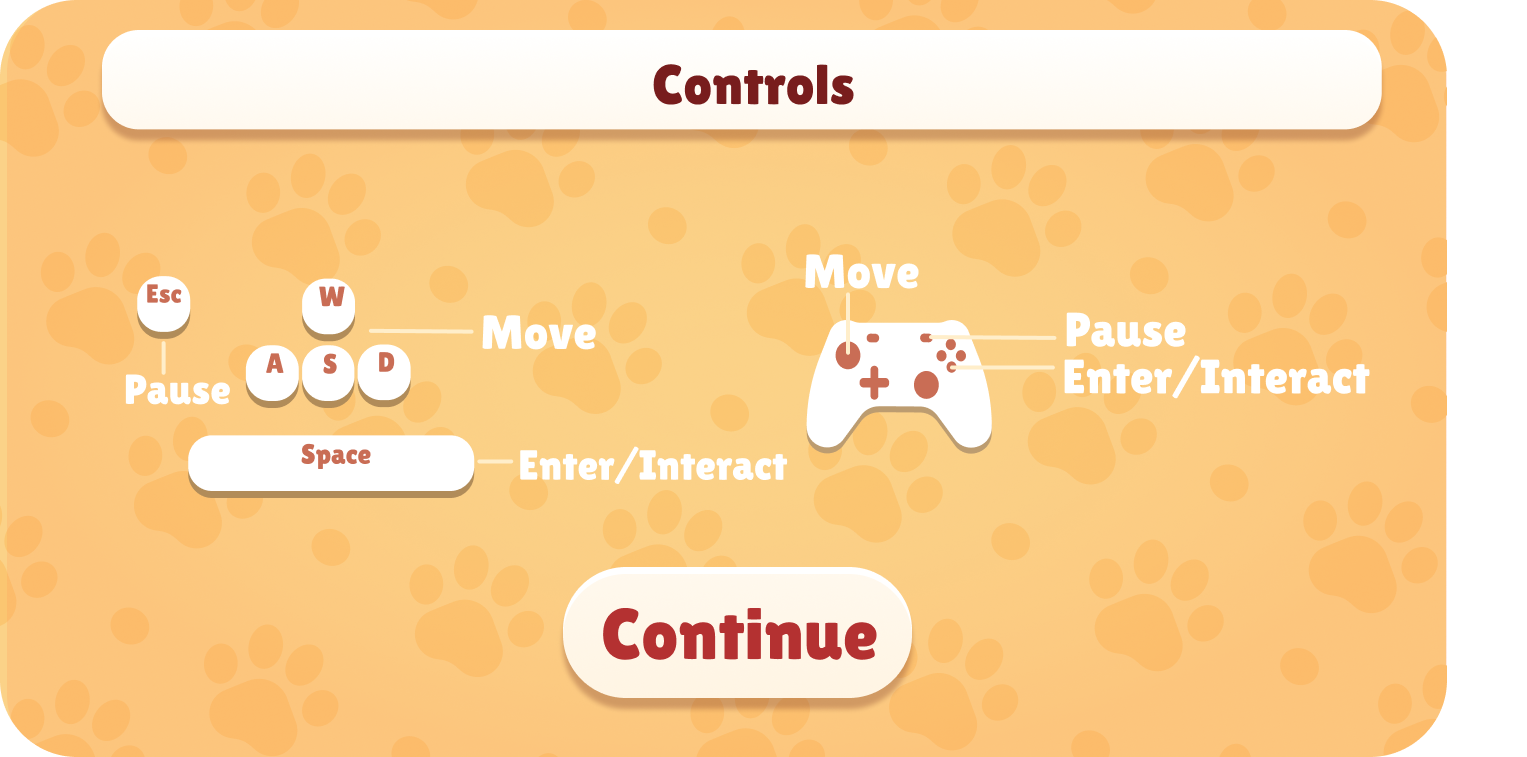 Controls
Esc
Pause
W
A S D
Move
Space
Enter/Interact
Move
Pause
Enter/Interact
Continue